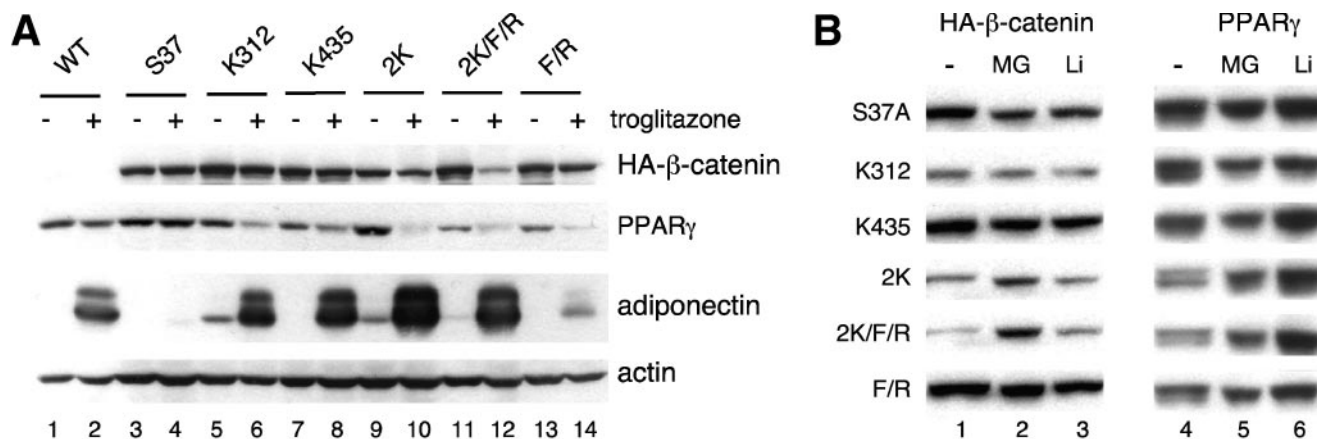 A
WT S37 K312 K435 2K 2K/F/R F/R
- + - + - + - + - + - + - + troglitazone
HA-β-catenin
PPARγ
adiponectin
actin
1 2 3 4 5 6 7 8 9 10 11 12 13 14
B
HA-β-catenin PPARγ
- MG Li - MG Li
S37A
K312
K435
2K
2K/F/R
F/R
1 2 3 4 5 6